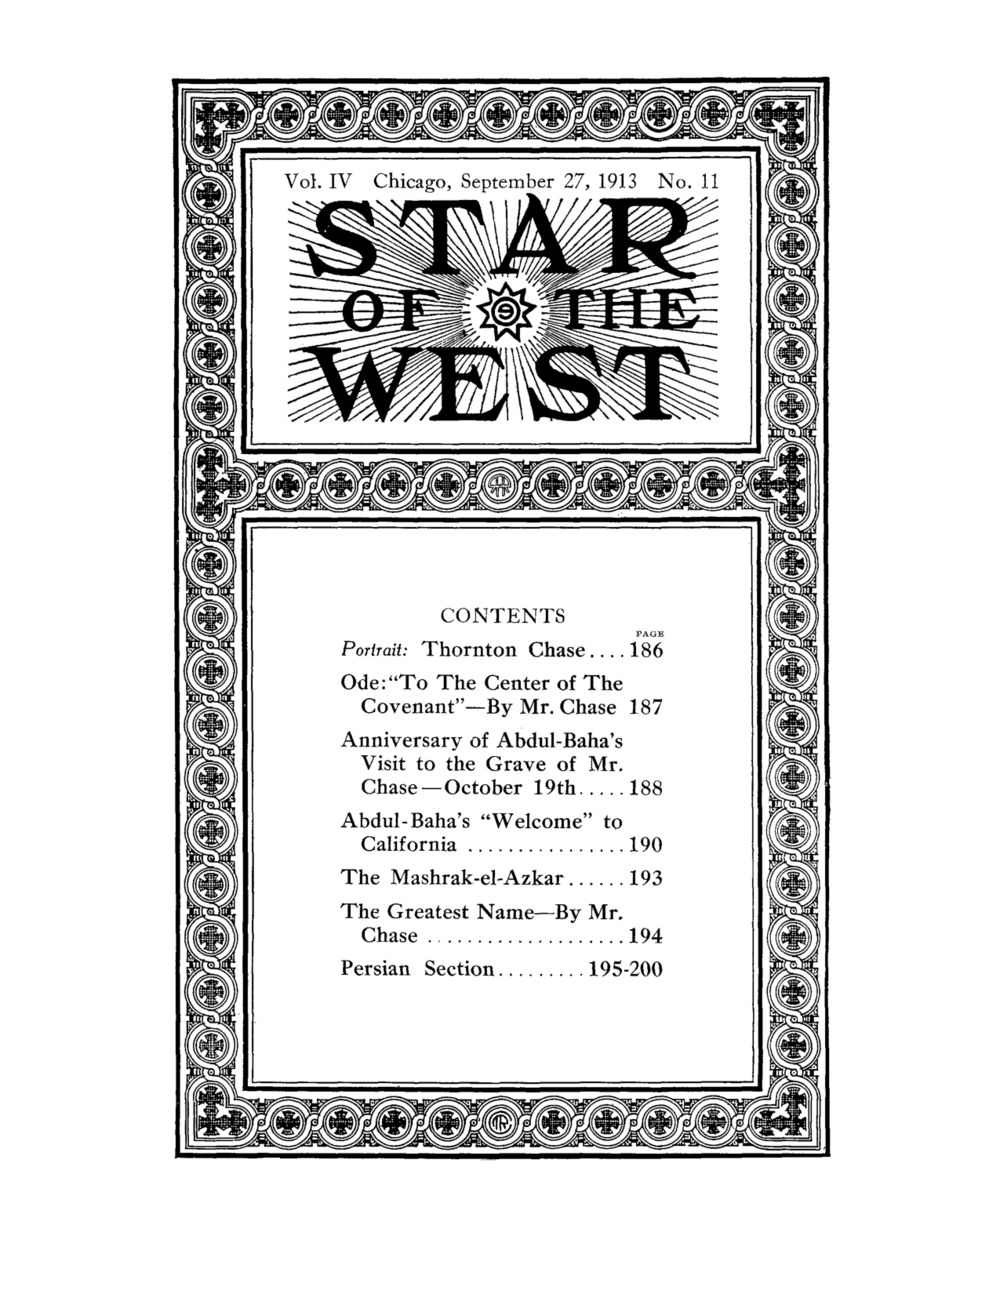 Vol. IV Chicago, September 27, 1913 No. 11
STAR
OF THE
WEST
9
CONTENTS
PAGE
Portrait: Thornton Chase....186
Ode:“To The Center of The
Covenant”—By Mr. Chase 187
Anniversary of Abdul-Baha’s
Visit to the Grave of Mr.
Chase—October 19th.....188
Abdul-Baha’s “Welcome” to
California ................190
The Mashrak-el-Azkar......193
The Greatest Name—By Mr.
Chase ....................194
Persian Section.........195-200